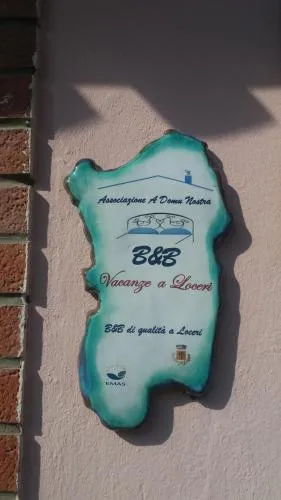 Associazione A Domu Nostra
B&B
Vacanze a Loceri
B&B di qualità a Loceri
EMAS